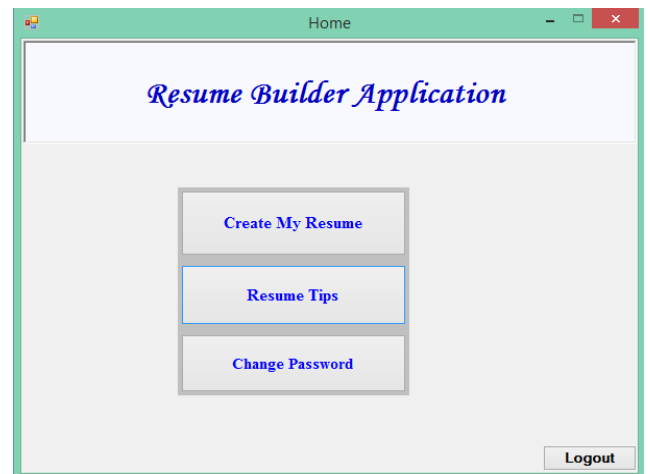 Home
Resume Builder Application
Create My Resume
Resume Tips
Change Password
Logout